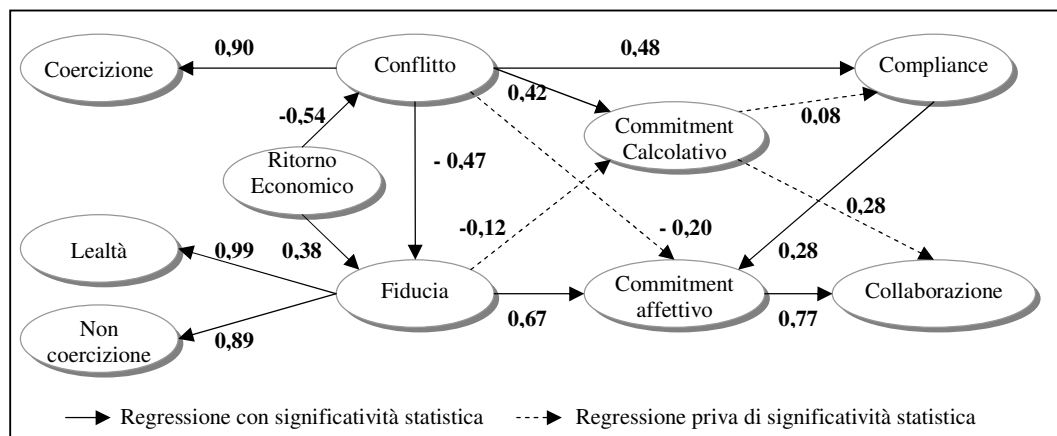 0,90
0,48
Coercizione
Conflitto
Compliance
0,42
-0,54
Commitment
Calcolativo
0,08
Ritorno
Economico
- 0,47
0,28
-0,12
- 0,20
Lealtà
0,99
0,38
0,28
Fiducia
Commitment
affettivo
Collaborazione
Non
coercizione
0,89
0,67
0,77
Regressione con significatività statistica
Regressione priva di significatività statistica